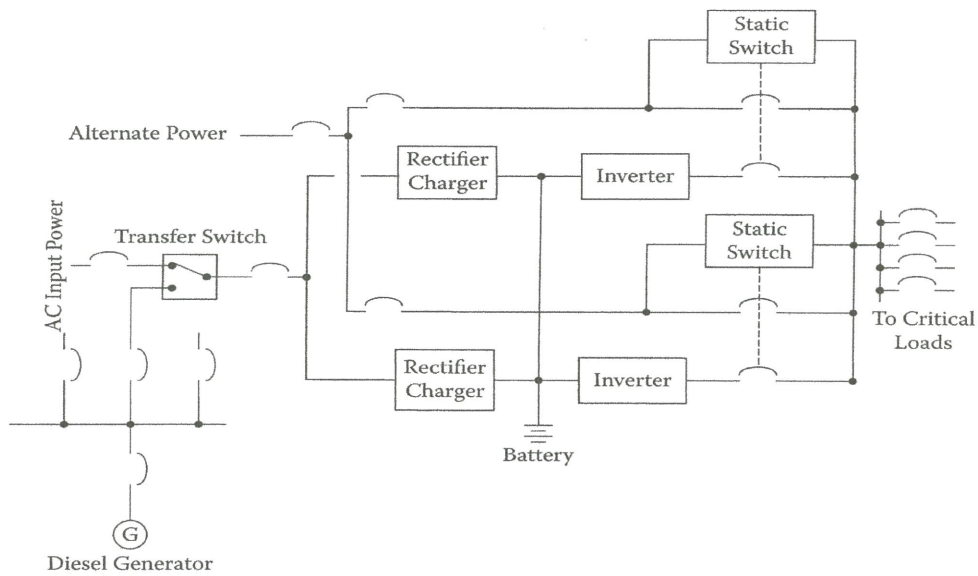 Static
Switch
Alternate Power
Rectifier
Charger
Inverter
Transfer Switch
AC Input Power
Static
Switch
To Critical
Loads
Rectifier
Charger
Inverter
Battery
G
Diesel Generator